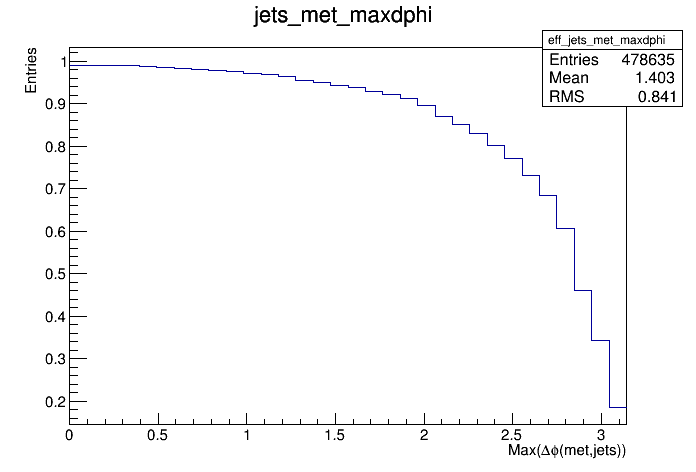 jets_met_maxdphi
eff_jets_met_maxdphi
Entries 478635
Mean 1.403
RMS 0.841
Entries
1
0.9
0.8
0.7
0.6
0.5
0.4
0.3
0.2
0 0.5 1 1.5 2 2.5 3
Max(Δϕ(met,jets))